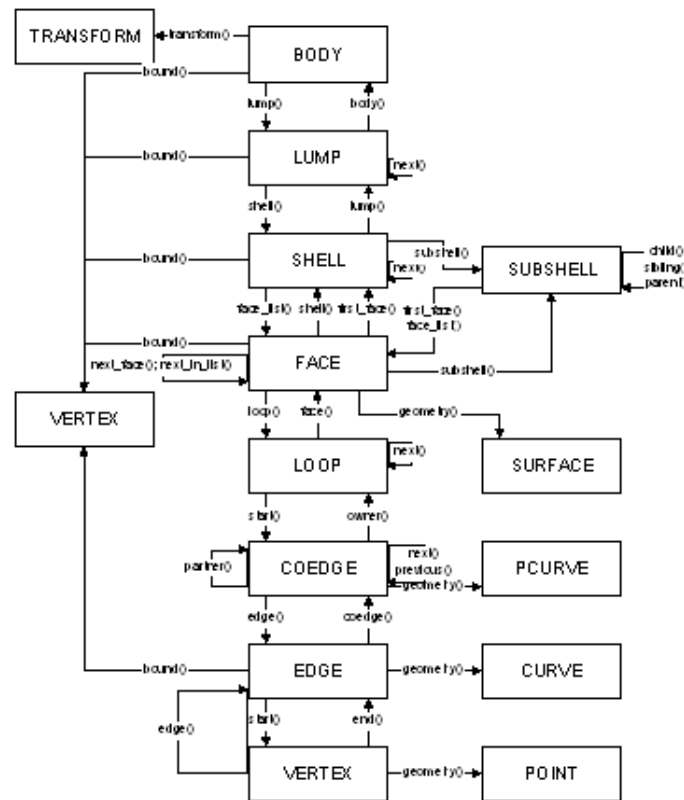 TRANSFORM
transform()
BODY
bound()
lump()
body()
bound()
LUMP
next()
shell()
lump()
bound()
SHELL
subshell()
next()
SUBSHELL
child()
sibling()
parent()
face_list()
shell()
first_face()
first_face()
face_list()
bound()
FACE
next_face(); next_in_list()
subshell()
VERTEX
loop()
face()
geometry()
LOOP
next()
SURFACE
start()
owner()
partner()
COEDGE
next()
previous()
geometry()
PCURVE
edge()
coedge()
bound()
EDGE
geometry()
CURVE
edge()
start()
end()
VERTEX
geometry()
POINT